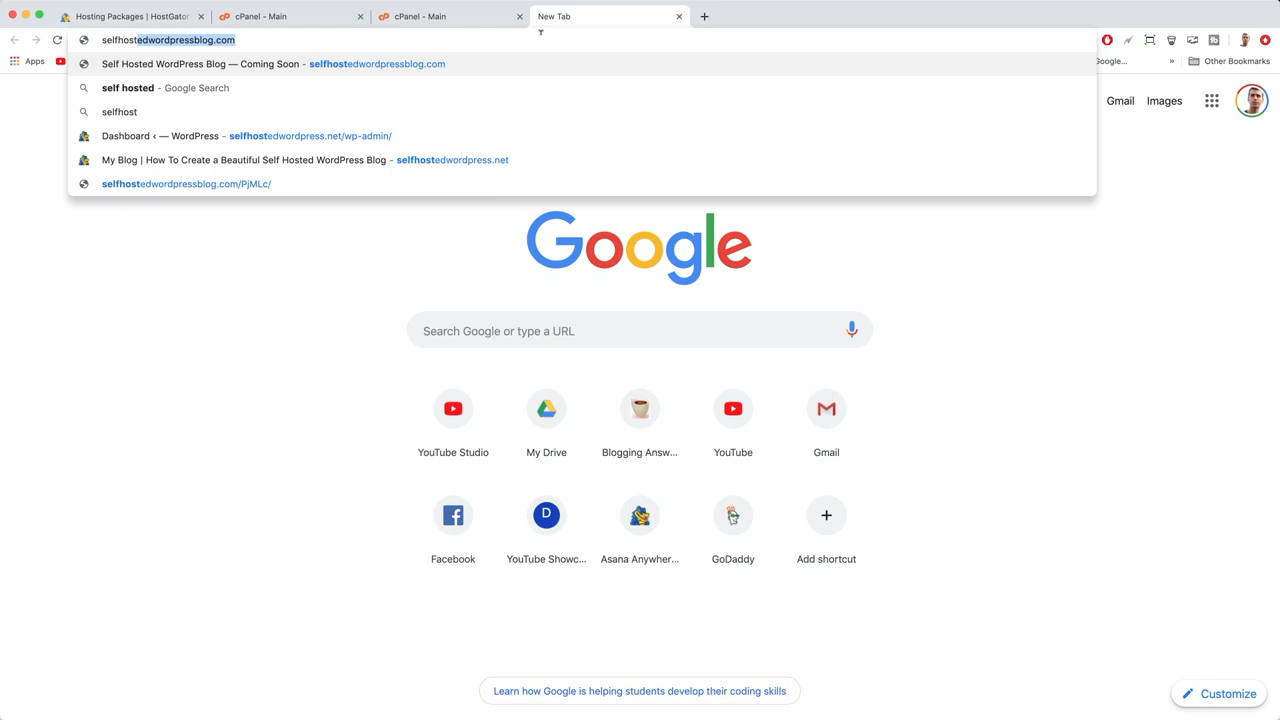 Hosting Packages | HostGator
cPanel - Main
cPanel - Main
New Tab
selfhostedwordpressblog.com
Apps
Google...
»
Other Bookmarks
Self Hosted WordPress Blog — Coming Soon - selfhostedwordpressblog.com
self hosted - Google Search
selfhost
Dashboard ‹ — WordPress - selfhostedwordpress.net/wp-admin/
My Blog | How To Create a Beautiful Self Hosted WordPress Blog - selfhostedwordpress.net
selfhostedwordpressblog.com/PjMLc/
Gmail Images
Google
Search Google or type a URL
YouTube Studio
My Drive
Blogging Answ...
YouTube
Gmail
D
Facebook
YouTube Showc...
Asana Anywher...
GoDaddy
Add shortcut
Learn how Google is helping students develop their coding skills
Customize